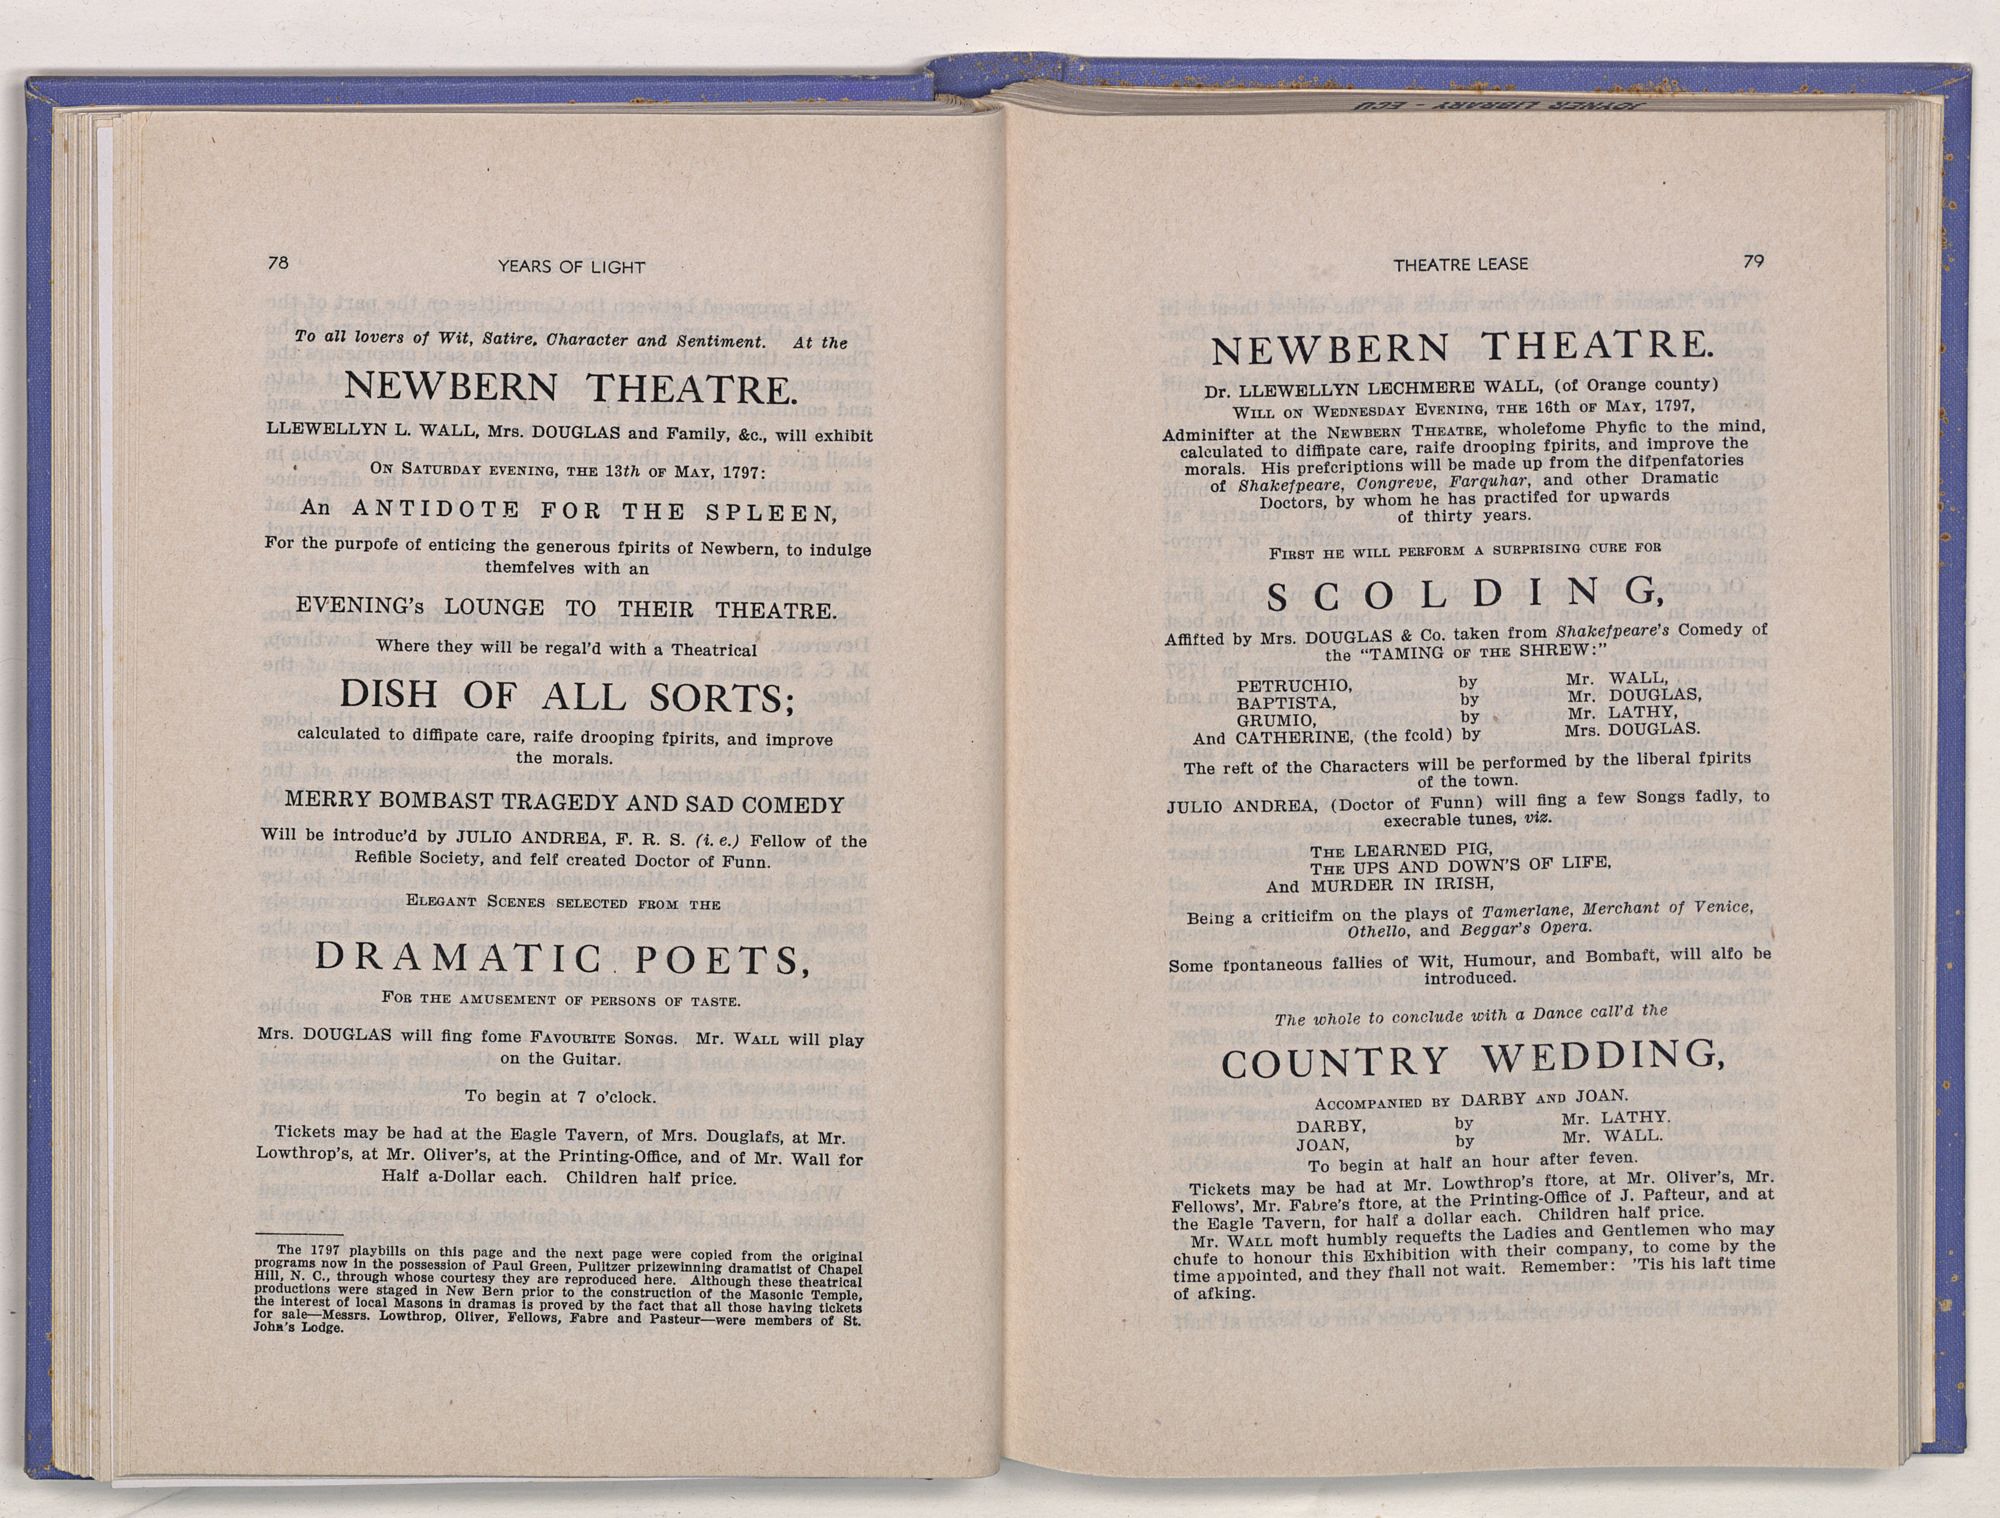 78
YEARS OF LIGHT
To all lovers of Wit, Satire, Character and Sentiment. At the
NEWBERN THEATRE.
LLEWELLYN L. WALL, Mrs. DOUGLAS and Family, &c., will exhibit
ON SATURDAY EVENING, THE 13th OF MAY, 1797:
An ANTIDOTE FOR THE SPLEEN,
For the purpofe of enticing the generous fpirits of Newbern, to indulge
themfelves with an
EVENING's LOUNGE TO THEIR THEATRE.
Where they will be regal'd with a Theatrical
DISH OF ALL SORTS;
calculated to diffipate care, raife drooping fpirits, and improve
the morals.
MERRY BOMBAST TRAGEDY AND SAD COMEDY
Will be introduc'd by JULIO ANDREA, F. R. S. (i. e.) Fellow of the
Refible Society, and felf created Doctor of Funn.
ELEGANT SCENES SELECTED FROM THE
DRAMATIC POETS,
FOR THE AMUSEMENT OF PERSONS OF TASTE.
Mrs. DOUGLAS will fing fome FAVOURITE SONGS. Mr. WALL will play
on the Guitar.
To begin at 7 o'clock.
Tickets may be had at the Eagle Tavern, of Mrs. Douglafs, at Mr.
Lowthrop's, at Mr. Oliver's, at the Printing-Office, and of Mr. Wall for
Half a-Dollar each. Children half price.
The 1797 playbills on this page and the next page were copied from the original
programs now in the possession of Paul Green, Pulitzer prizewinning dramatist of Chapel
Hill, N. C., through whose courtesy they are reproduced here. Although these theatrical
productions were staged in New Bern prior to the construction of the Masonic Temple,
the interest of local Masons in dramas is proved by the fact that all those having tickets
for sale—Messrs. Lowthrop, Oliver, Fellows, Fabre and Pasteur—were members of St.
John's Lodge.
JOYNER LIBRARY - ECU
THEATRE LEASE
79
NEWBERN THEATRE.
Dr. LLEWELLYN LECHMERE WALL, (of Orange county)
WILL ON WEDNESDAY EVENING, THE 16th OF MAY, 1797,
Adminifter at the NEWBERN THEATRE, wholefome Phyfic to the mind,
calculated to diffipate care, raife drooping fpirits, and improve the
morals. His prefcriptions will be made up from the difpenfatories
of Shakefpeare, Congreve, Farquhar, and other Dramatic
Doctors, by whom he has practifed for upwards
of thirty years.
FIRST HE WILL PERFORM A SURPRISING CURE FOR
SCOLDING,
Affifted by Mrs. DOUGLAS & Co. taken from Shakefpeare's Comedy of
the "TAMING OF THE SHREW:"
PETRUCHIO, by Mr. WALL,
BAPTISTA, by Mr. DOUGLAS,
GRUMIO, by Mr. LATHY,
And CATHERINE, (the fcold) by Mrs. DOUGLAS.
The reft of the Characters will be performed by the liberal fpirits
of the town.
JULIO ANDREA, (Doctor of Funn) will fing a few Songs fadly, to
execrable tunes, viz.
THE LEARNED PIG,
THE UPS AND DOWN'S OF LIFE,
And MURDER IN IRISH,
Being a criticifm on the plays of Tamerlane, Merchant of Venice,
Othello, and Beggar's Opera.
Some fpontaneous fallies of Wit, Humour, and Bombaft, will alfo be
introduced.
The whole to conclude with a Dance call'd the
COUNTRY WEDDING,
ACCOMPANIED BY DARBY AND JOAN.
DARBY, by Mr. LATHY.
JOAN, by Mr. WALL.
To begin at half an hour after feven.
Tickets may be had at Mr. Lowthrop's ftore, at Mr. Oliver's, Mr.
Fellows', Mr. Fabre's ftore, at the Printing-Office of J. Pafteur, and at
the Eagle Tavern, for half a dollar each. Children half price.
Mr. WALL moft humbly requefts the Ladies and Gentlemen who may
chufe to honour this Exhibition with their company, to come by the
time appointed, and they fhall not wait. Remember: 'Tis his laft time
of afking.